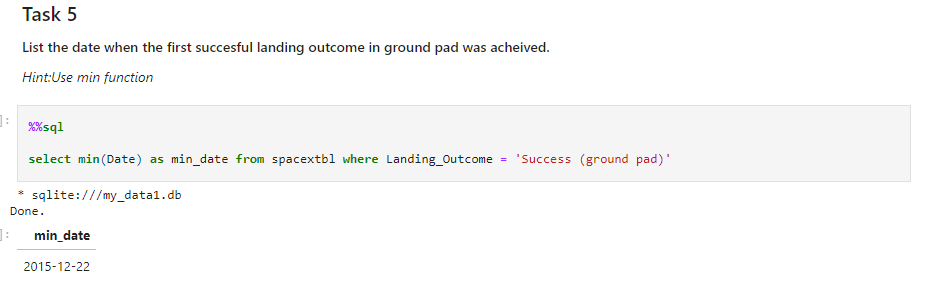 Task 5
List the date when the first succesful landing outcome in ground pad was acheived.
Hint:Use min function
]:
%%sql
select min(Date) as min_date from spacextbl where Landing_Outcome = 'Success (ground pad)'
* sqlite:///my_data1.db
Done.
]:
min_date
2015-12-22